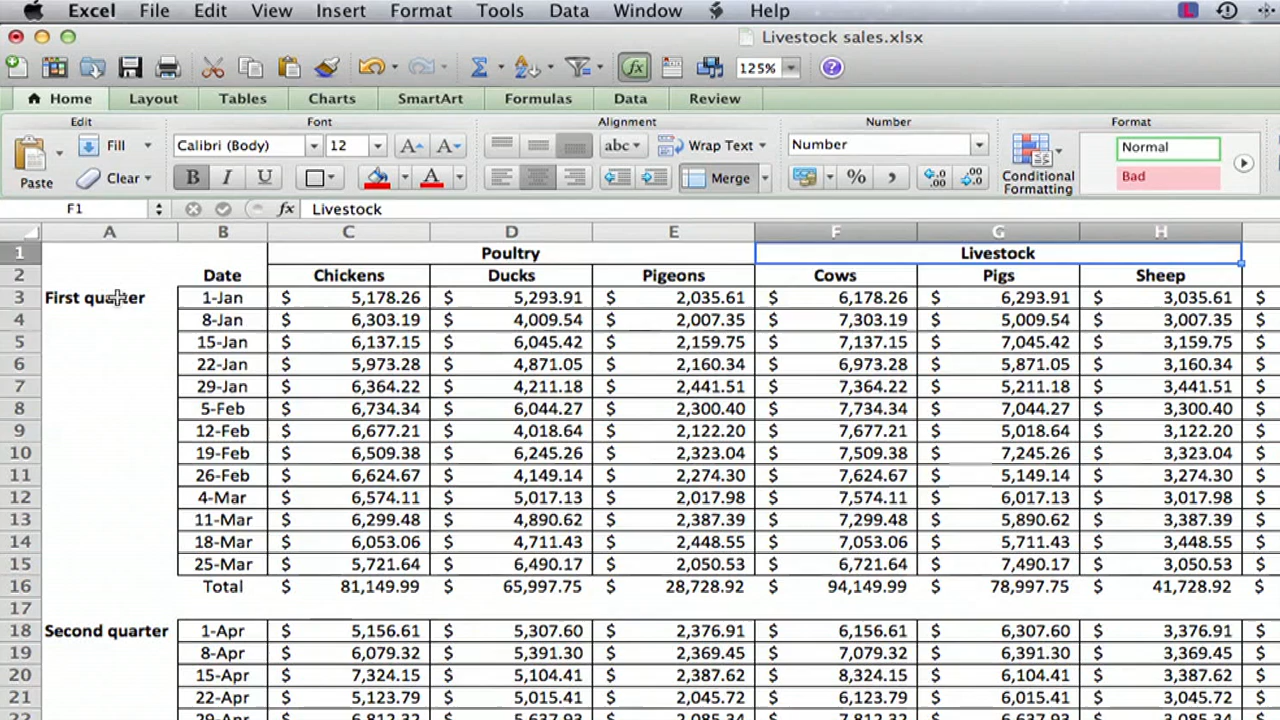 Excel File Edit View Insert Format Tools Data Window Help
Livestock sales.xlsx
125%
Home Layout Tables Charts SmartArt Formulas Data Review
Edit Font Alignment Number Format
Paste Fill Calibri (Body) 12 A A abc Wrap Text Number Conditional Formatting Normal
Clear B I U A Merge % , .00 .0 Bad
F1 fx Livestock
A B C D E F G H
1 Poultry Livestock
2 Date Chickens Ducks Pigeons Cows Pigs Sheep
3 First quarter 1-Jan $ 5,178.26 $ 5,293.91 $ 2,035.61 $ 6,178.26 $ 6,293.91 $ 3,035.61 $
4 8-Jan $ 6,303.19 $ 4,009.54 $ 2,007.35 $ 7,303.19 $ 5,009.54 $ 3,007.35 $
5 15-Jan $ 6,137.15 $ 6,045.42 $ 2,159.75 $ 7,137.15 $ 7,045.42 $ 3,159.75 $
6 22-Jan $ 5,973.28 $ 4,871.05 $ 2,160.34 $ 6,973.28 $ 5,871.05 $ 3,160.34 $
7 29-Jan $ 6,364.22 $ 4,211.18 $ 2,441.51 $ 7,364.22 $ 5,211.18 $ 3,441.51 $
8 5-Feb $ 6,734.34 $ 6,044.27 $ 2,300.40 $ 7,734.34 $ 7,044.27 $ 3,300.40 $
9 12-Feb $ 6,677.21 $ 4,018.64 $ 2,122.20 $ 7,677.21 $ 5,018.64 $ 3,122.20 $
10 19-Feb $ 6,509.38 $ 6,245.26 $ 2,323.04 $ 7,509.38 $ 7,245.26 $ 3,323.04 $
11 26-Feb $ 6,624.67 $ 4,149.14 $ 2,274.30 $ 7,624.67 $ 5,149.14 $ 3,274.30 $
12 4-Mar $ 6,574.11 $ 5,017.13 $ 2,017.98 $ 7,574.11 $ 6,017.13 $ 3,017.98 $
13 11-Mar $ 6,299.48 $ 4,890.62 $ 2,387.39 $ 7,299.48 $ 5,890.62 $ 3,387.39 $
14 18-Mar $ 6,053.06 $ 4,711.43 $ 2,448.55 $ 7,053.06 $ 5,711.43 $ 3,448.55 $
15 25-Mar $ 5,721.64 $ 6,490.17 $ 2,050.53 $ 6,721.64 $ 7,490.17 $ 3,050.53 $
16 Total $ 81,149.99 $ 65,997.75 $ 28,728.92 $ 94,149.99 $ 78,997.75 $ 41,728.92 $
17
18 Second quarter 1-Apr $ 5,156.61 $ 5,307.60 $ 2,376.91 $ 6,156.61 $ 6,307.60 $ 3,376.91 $
19 8-Apr $ 6,079.32 $ 5,391.30 $ 2,369.45 $ 7,079.32 $ 6,391.30 $ 3,369.45 $
20 15-Apr $ 7,324.15 $ 5,104.41 $ 2,387.62 $ 8,324.15 $ 6,104.41 $ 3,387.62 $
21 22-Apr $ 5,123.79 $ 5,015.41 $ 2,045.72 $ 6,123.79 $ 6,015.41 $ 3,045.72 $